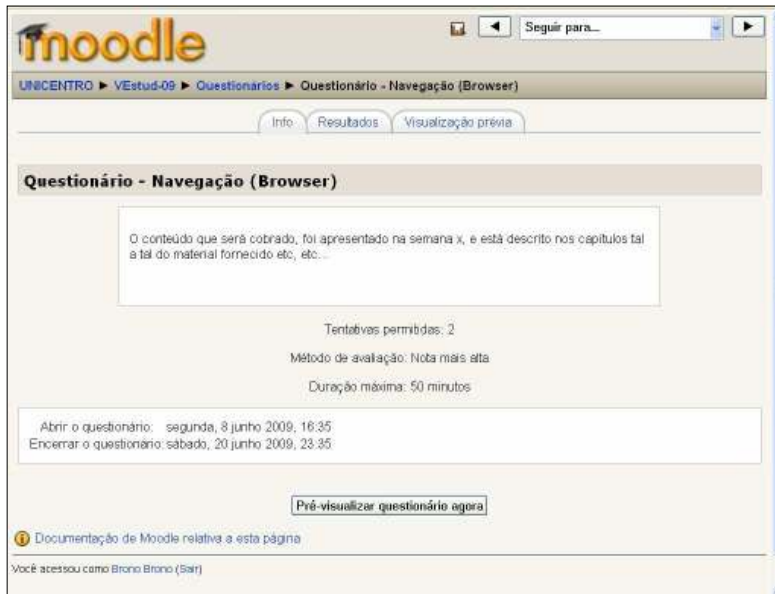 moodle
Seguir para...
UNICENTRO ► VEstud-09 ► Questionários ► Questionário - Navegação (Browser)
Info Resultados Visualização prévia
Questionário - Navegação (Browser)
O conteúdo que será cobrado, foi apresentado na semana x, e está descrito nos capítulos tal
a tal do material fornecido etc, etc...
Tentativas permitidas: 2
Método de avaliação: Nota mais alta
Duração máxima: 50 minutos
Abrir o questionário: segunda, 8 junho 2009, 16:35
Encerrar o questionário: sábado, 20 junho 2009, 23:35
Pré-visualizar questionário agora
Documentação de Moodle relativa a esta página
Você acessou como Brono Brono (Sair)